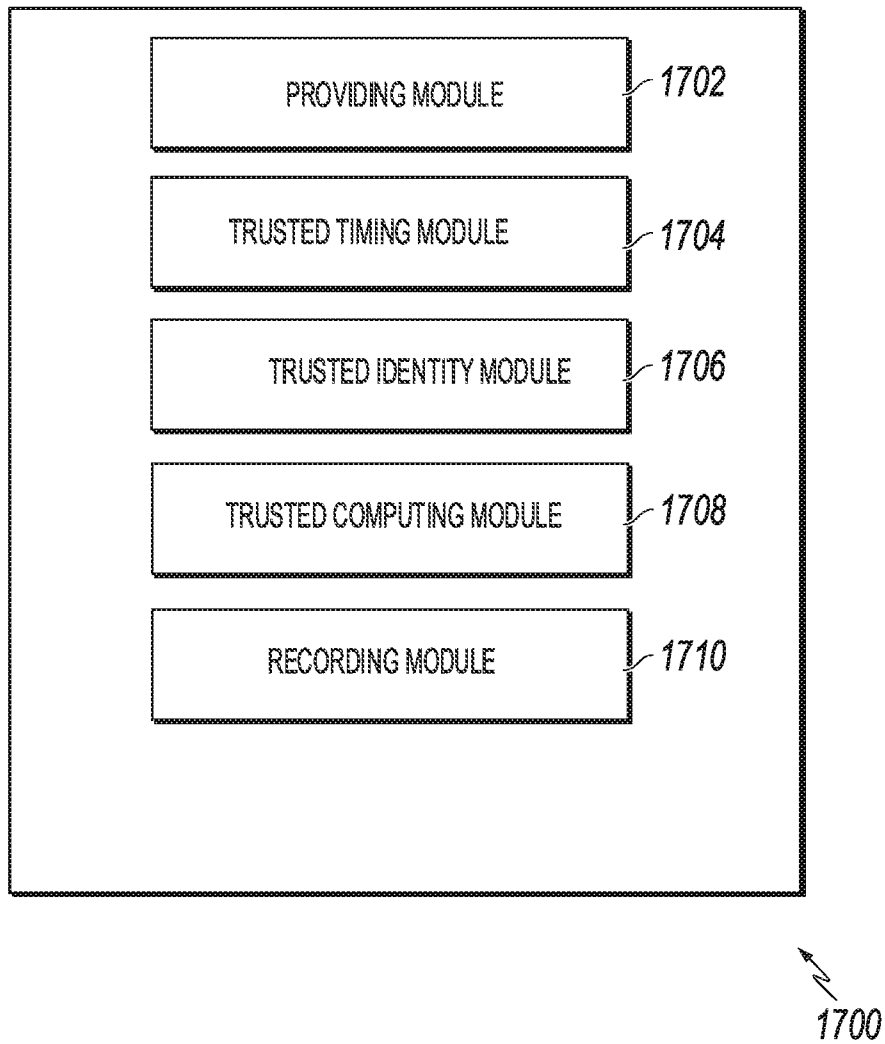 PROVIDING MODULE 1702
TRUSTED TIMING MODULE 1704
TRUSTED IDENTITY MODULE 1706
TRUSTED COMPUTING MODULE 1708
RECORDING MODULE 1710
1700